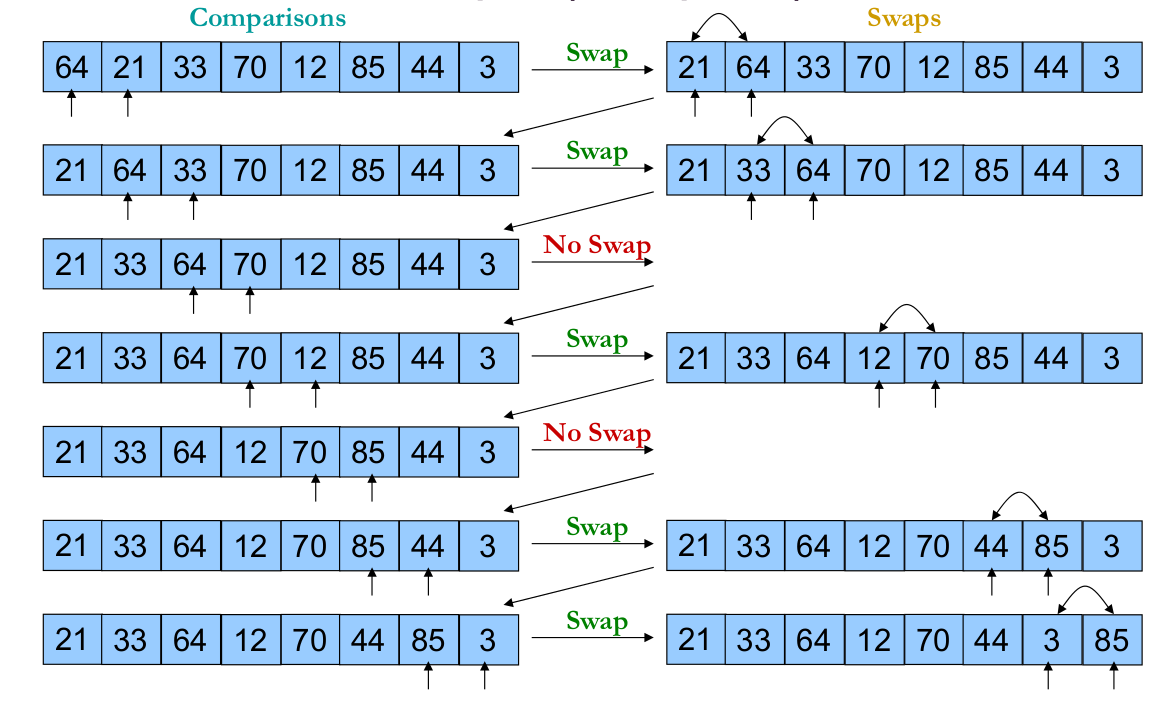 Comparisons Swaps
64 21 33 70 12 85 44 3 Swap 21 64 33 70 12 85 44 3
21 64 33 70 12 85 44 3 Swap 21 33 64 70 12 85 44 3
21 33 64 70 12 85 44 3 No Swap
21 33 64 70 12 85 44 3 Swap 21 33 64 12 70 85 44 3
21 33 64 12 70 85 44 3 No Swap
21 33 64 12 70 85 44 3 Swap 21 33 64 12 70 44 85 3
21 33 64 12 70 44 85 3 Swap 21 33 64 12 70 44 3 85